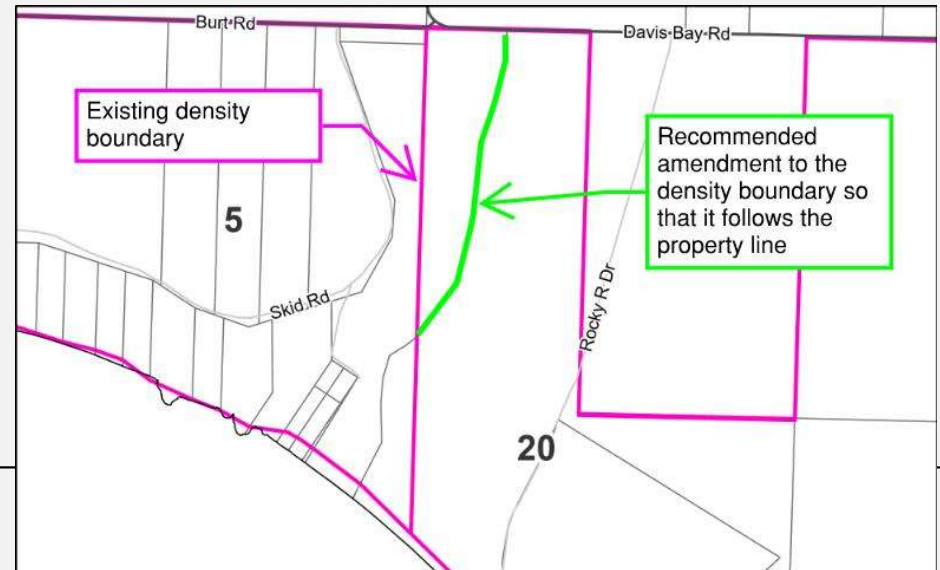 Burt Rd
Davis Bay Rd
Existing density
boundary
Recommended
amendment to the
density boundary so
that it follows the
property line
5
Skid Rd
Rocky R Dr
20